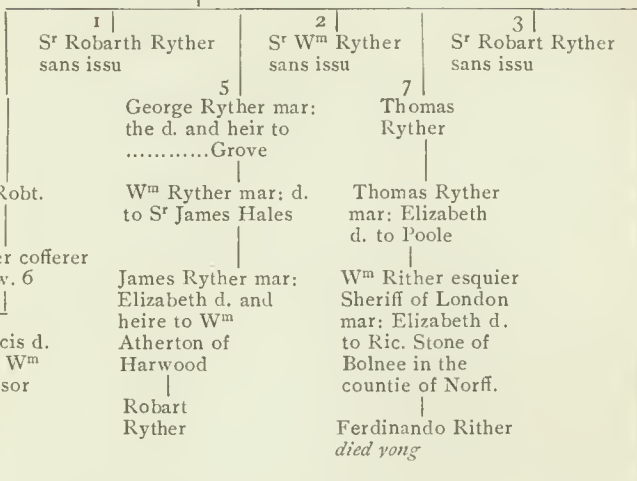 1
Sʳ Robarth Ryther
sans issu
2
Sʳ Wᵐ Ryther
sans issu
3
Sʳ Robart Ryther
sans issu
5
George Ryther mar:
the d. and heir to
............Grove
Wᵐ Ryther mar: d.
to Sʳ James Hales
James Ryther mar:
Elizabeth d. and
heire to Wᵐ
Atherton of
Harwood
Robart
Ryther
7
Thomas
Ryther
Thomas Ryther
mar: Elizabeth
d. to Poole
Wᵐ Rither esquier
Sheriff of London
mar: Elizabeth d.
to Ric. Stone of
Bolnee in the
countie of Norff.
Ferdinando Rither
died yong
Robt.
cofferer
6
d.
Wᵐ